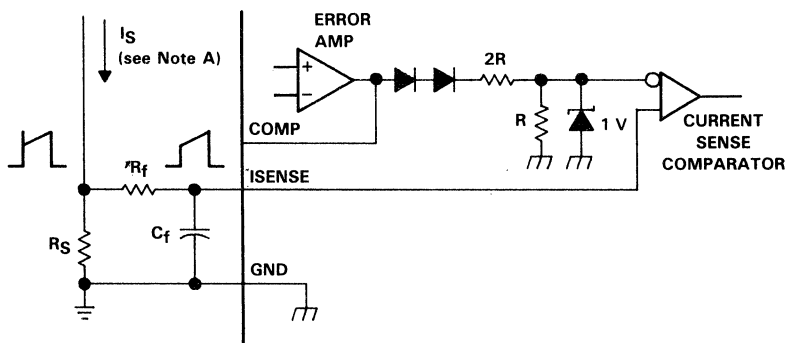 ERROR
AMP
IS
(see Note A)
2R
COMP
R
1 V
CURRENT
SENSE
COMPARATOR
Rf
ISENSE
RS
Cf
GND